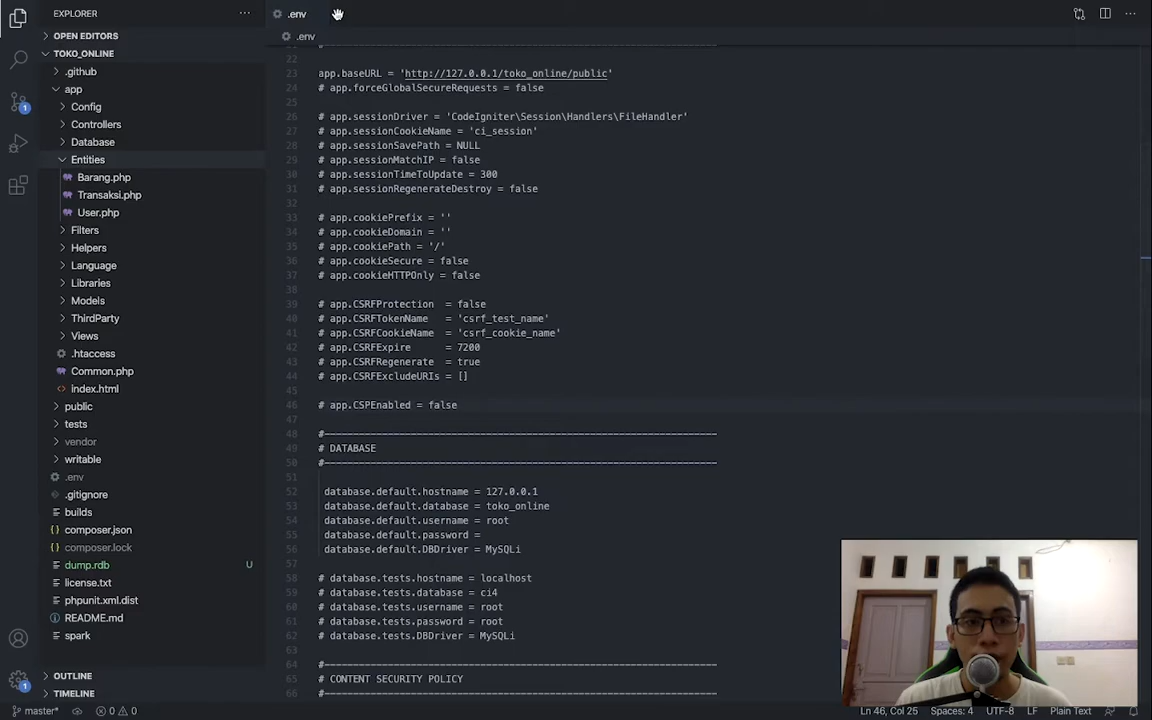 EXPLORER
OPEN EDITORS
TOKO_ONLINE
.github
app
Config
Controllers
Database
Entities
Barang.php
Transaksi.php
User.php
Filters
Helpers
Language
Libraries
Models
ThirdParty
Views
.htaccess
Common.php
index.html
public
tests
vendor
writable
.env
.gitignore
builds
composer.json
composer.lock
dump.rdb U
license.txt
phpunit.xml.dist
README.md
spark
OUTLINE
TIMELINE
.env
.env
22
23 app.baseURL = 'http://127.0.0.1/toko_online/public'
24 # app.forceGlobalSecureRequests = false
25
26 # app.sessionDriver = 'CodeIgniter\Session\Handlers\FileHandler'
27 # app.sessionCookieName = 'ci_session'
28 # app.sessionSavePath = NULL
29 # app.sessionMatchIP = false
30 # app.sessionTimeToUpdate = 300
31 # app.sessionRegenerateDestroy = false
32
33 # app.cookiePrefix = ''
34 # app.cookieDomain = ''
35 # app.cookiePath = '/'
36 # app.cookieSecure = false
37 # app.cookieHTTPOnly = false
38
39 # app.CSRFProtection = false
40 # app.CSRFTokenName = 'csrf_test_name'
41 # app.CSRFCookieName = 'csrf_cookie_name'
42 # app.CSRFExpire = 7200
43 # app.CSRFRegenerate = true
44 # app.CSRFExcludeURIs = []
45
46 # app.CSPEnabled = false
47
48 #--------------------------------------------------------------------
49 # DATABASE
50 #--------------------------------------------------------------------
51
52 database.default.hostname = 127.0.0.1
53 database.default.database = toko_online
54 database.default.username = root
55 database.default.password =
56 database.default.DBDriver = MySQLi
57
58 # database.tests.hostname = localhost
59 # database.tests.database = ci4
60 # database.tests.username = root
61 # database.tests.password = root
62 # database.tests.DBDriver = MySQLi
63
64 #--------------------------------------------------------------------
65 # CONTENT SECURITY POLICY
66 #--------------------------------------------------------------------
1
1
master* 0 0 Ln 46, Col 25 Spaces: 4 UTF-8 LF Plain Text